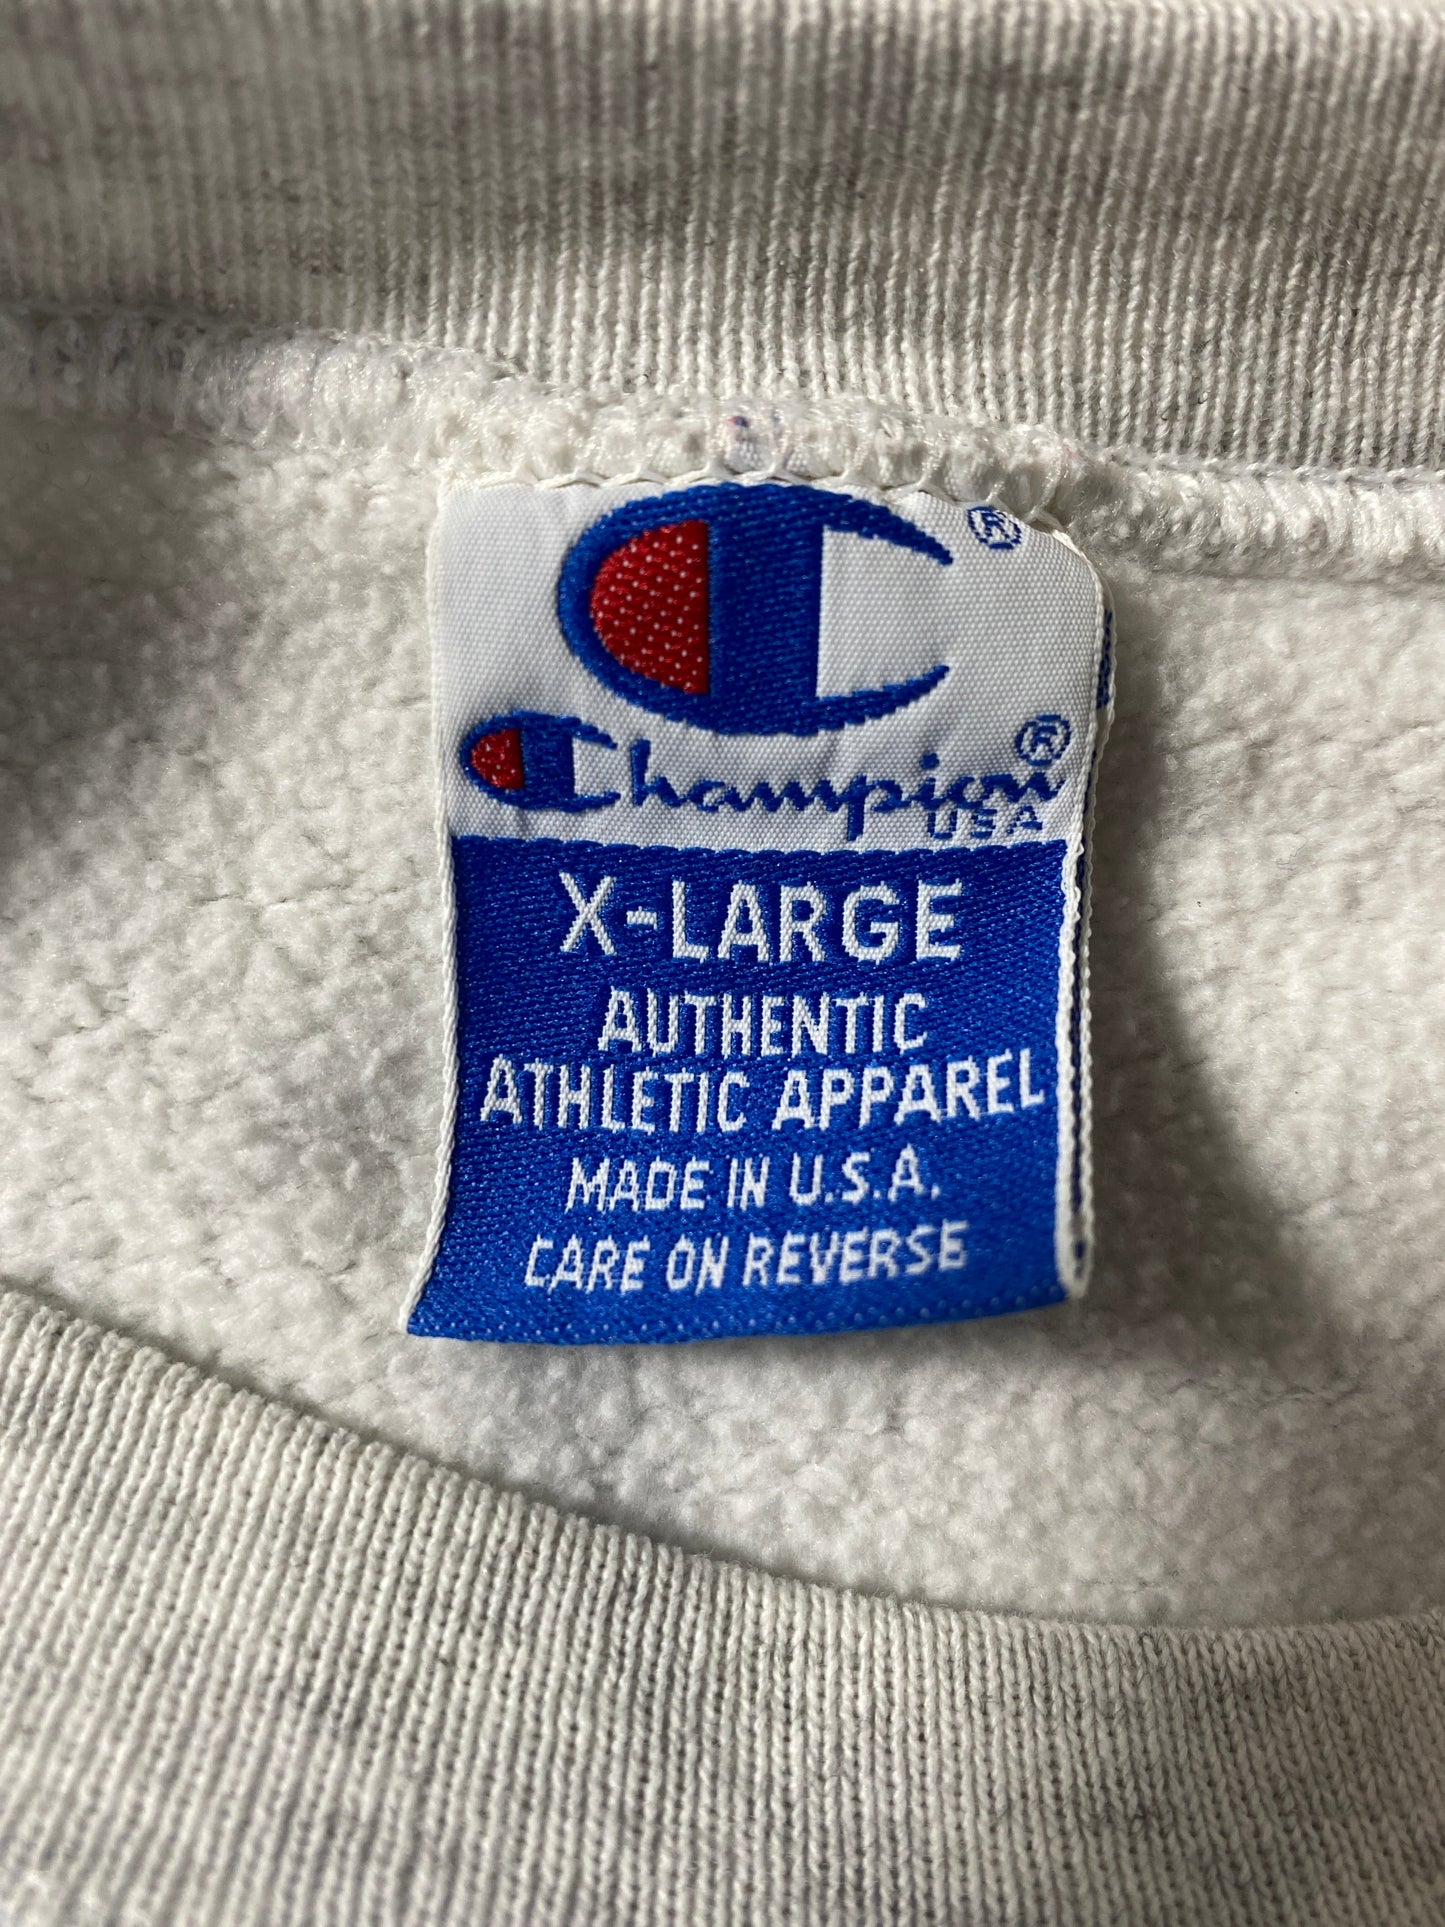 ®
Champion®
USA
X-LARGE
AUTHENTIC
ATHLETIC APPAREL
MADE IN U.S.A.
CARE ON REVERSE